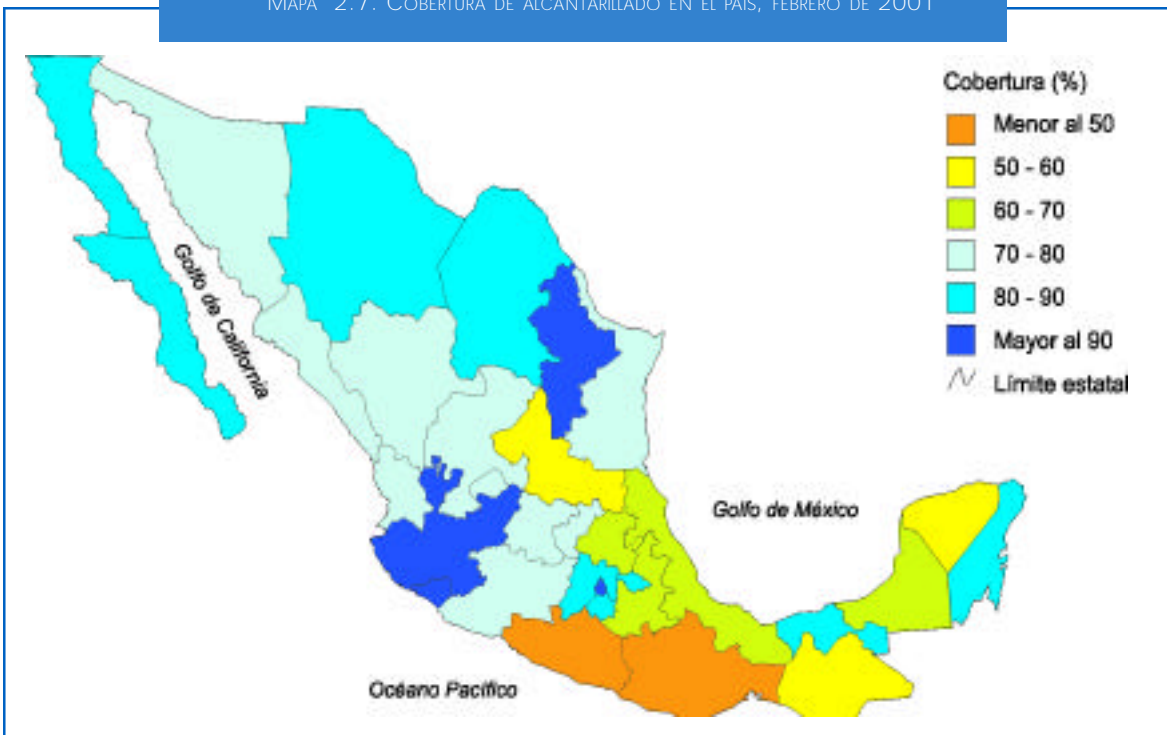 MAPA 2.7. COBERTURA DE ALCANTARILLADO EN EL PAÍS, FEBRERO DE 2001
Cobertura (%)
Menor al 50
50 - 60
60 - 70
70 - 80
80 - 90
Mayor al 90
Límite estatal
Golfo de California
Golfo de México
Océano Pacífico